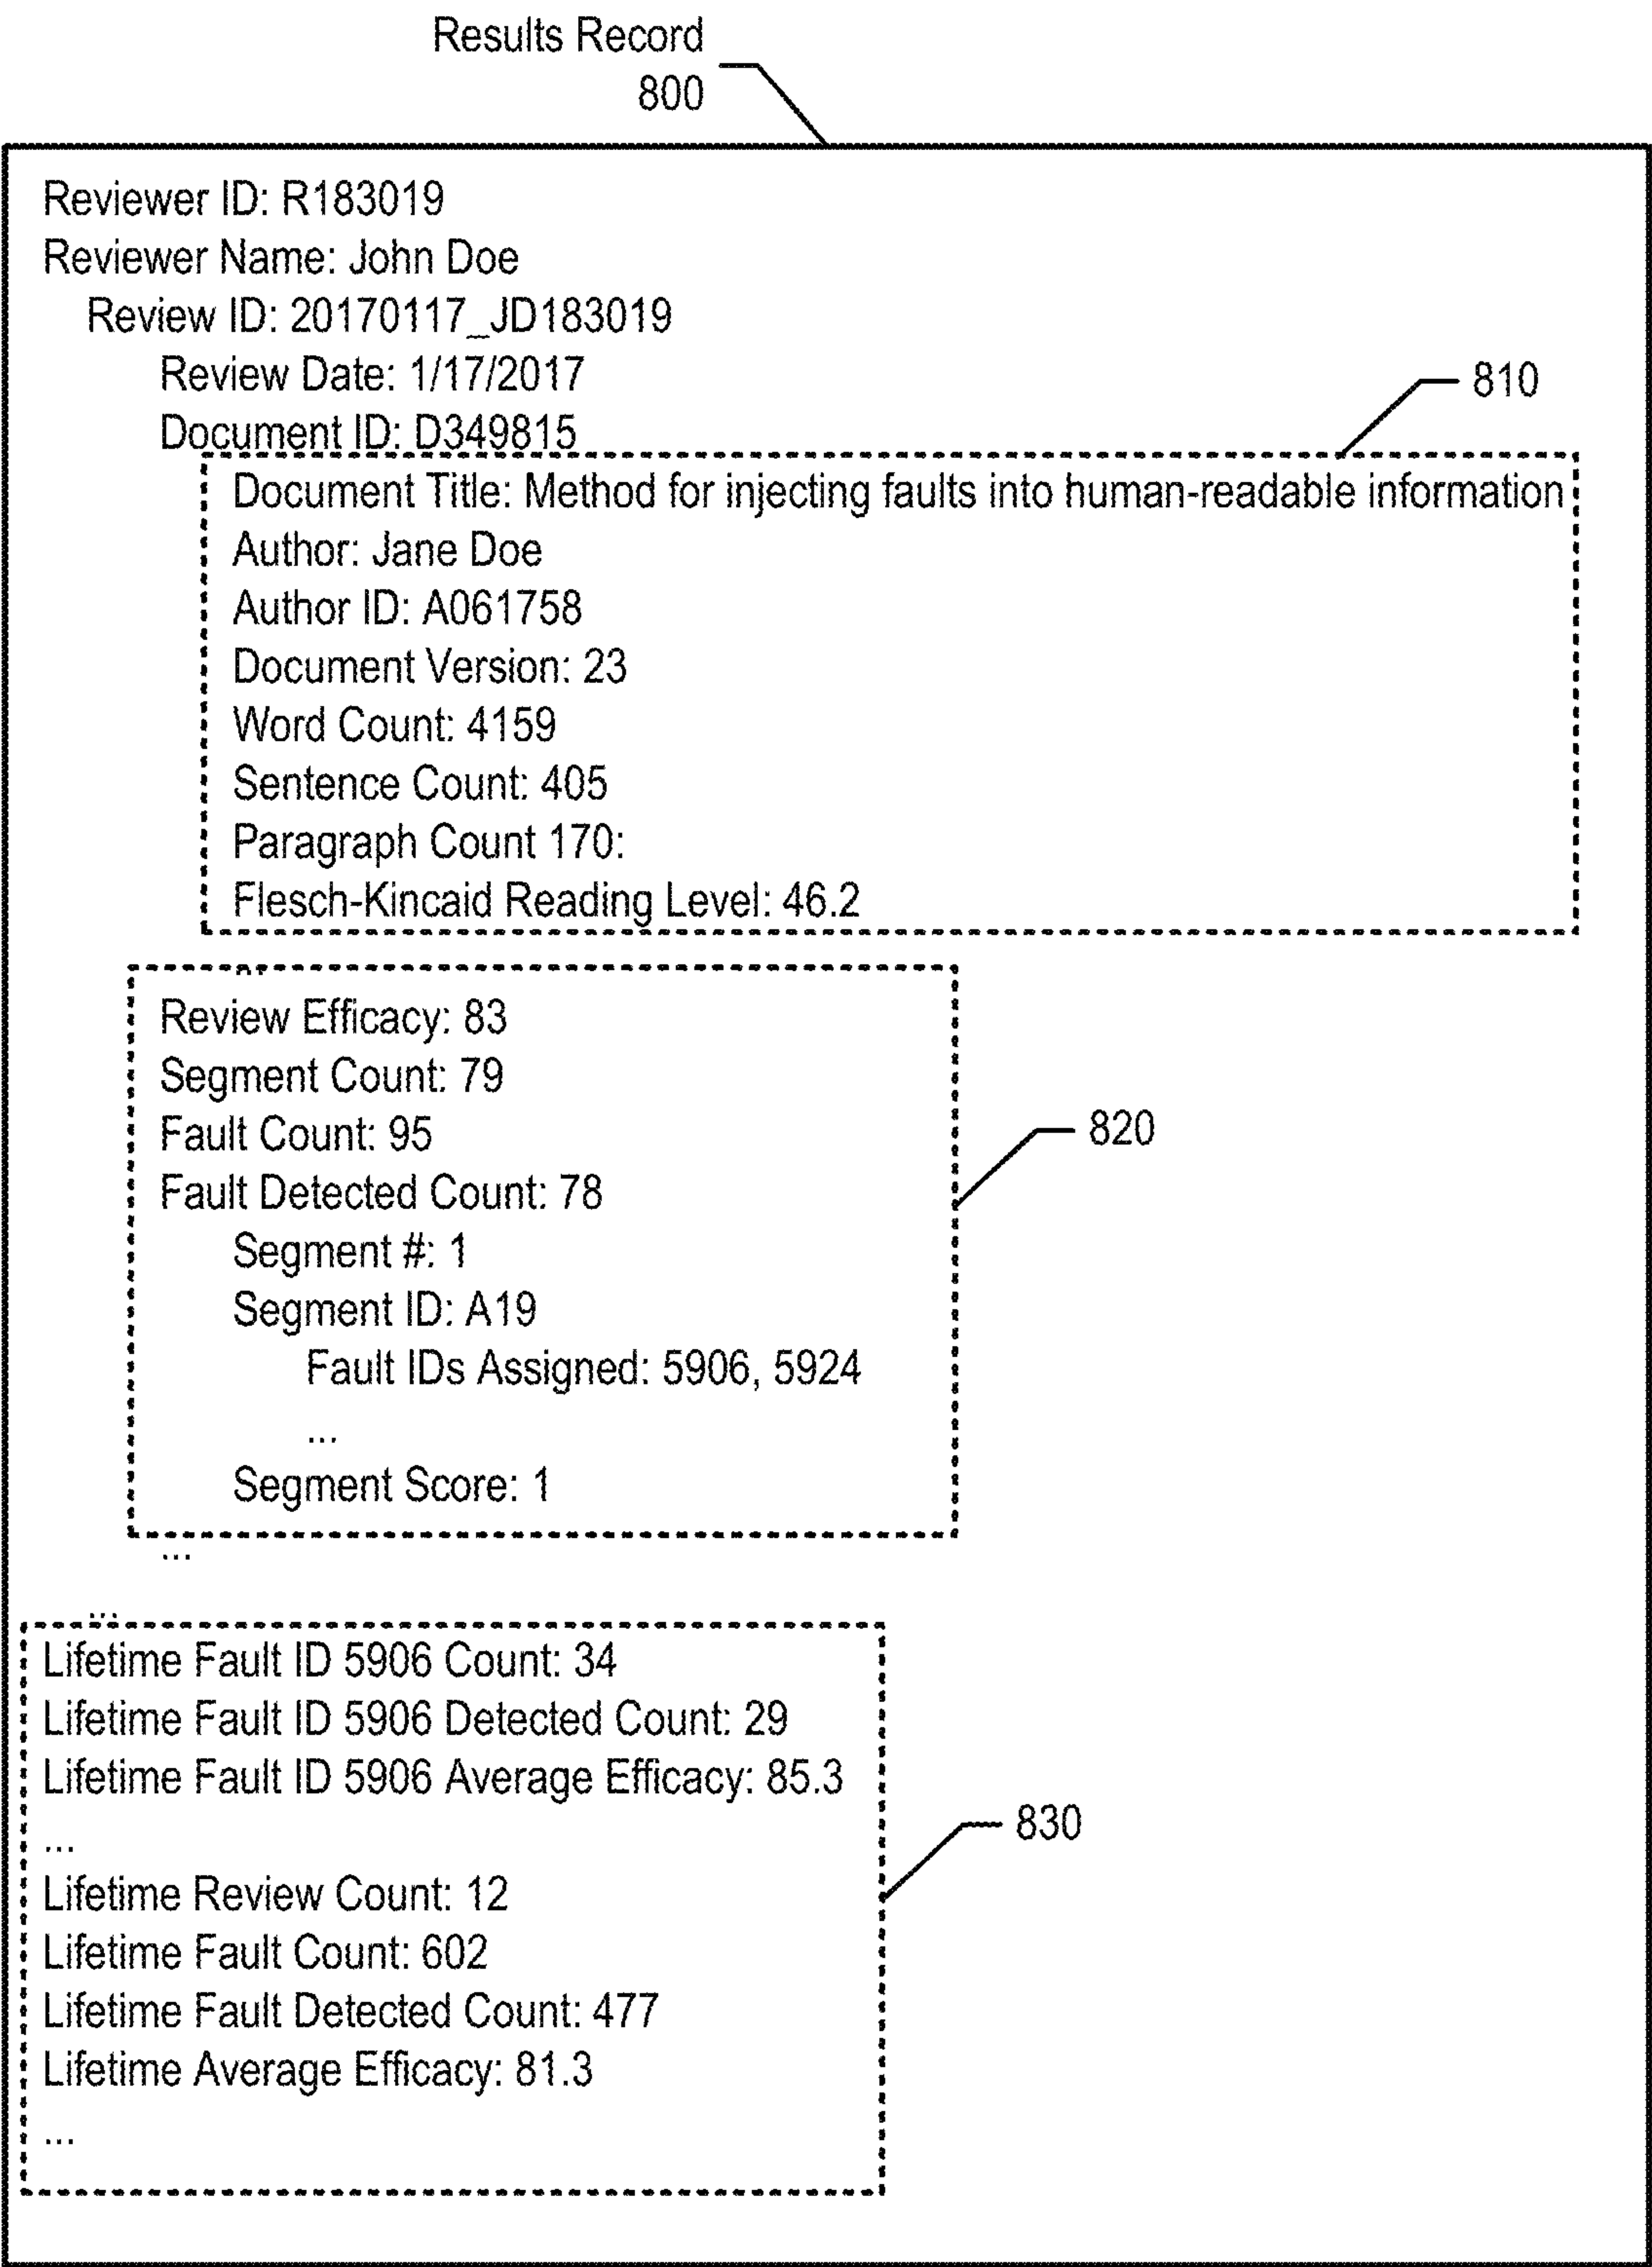 Results Record
800
Reviewer ID: R183019
Reviewer Name: John Doe
Review ID: 20170117_JD183019
Review Date: 1/17/2017
810
Document ID: D349815
Document Title: Method for injecting faults into human-readable information
Author: Jane Doe
Author ID: A061758
Document Version: 23
Word Count: 4159
Sentence Count: 405
Paragraph Count 170:
Flesch-Kincaid Reading Level: 46.2
...
Review Efficacy: 83
Segment Count: 79
Fault Count: 95
820
Fault Detected Count: 78
Segment #: 1
Segment ID: A19
Fault IDs Assigned: 5906, 5924
...
Segment Score: 1
...
...
Lifetime Fault ID 5906 Count: 34
Lifetime Fault ID 5906 Detected Count: 29
Lifetime Fault ID 5906 Average Efficacy: 85.3
830
...
Lifetime Review Count: 12
Lifetime Fault Count: 602
Lifetime Fault Detected Count: 477
Lifetime Average Efficacy: 81.3
...